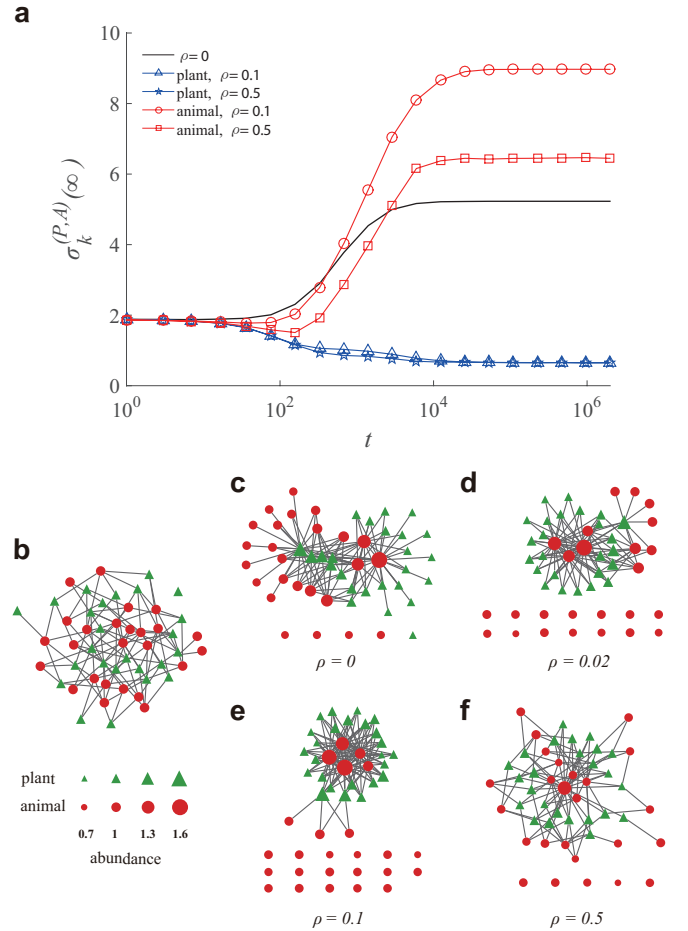 a
10
8
6
4
2
0
σ_k^(P,A)(∞)
ρ= 0
plant, ρ= 0.1
plant, ρ= 0.5
animal, ρ= 0.1
animal, ρ= 0.5
10^0 10^2 10^4 10^6
t
b
c
d
ρ = 0
ρ = 0.02
e
f
plant
animal
0.7 1 1.3 1.6
abundance
ρ = 0.1
ρ = 0.5